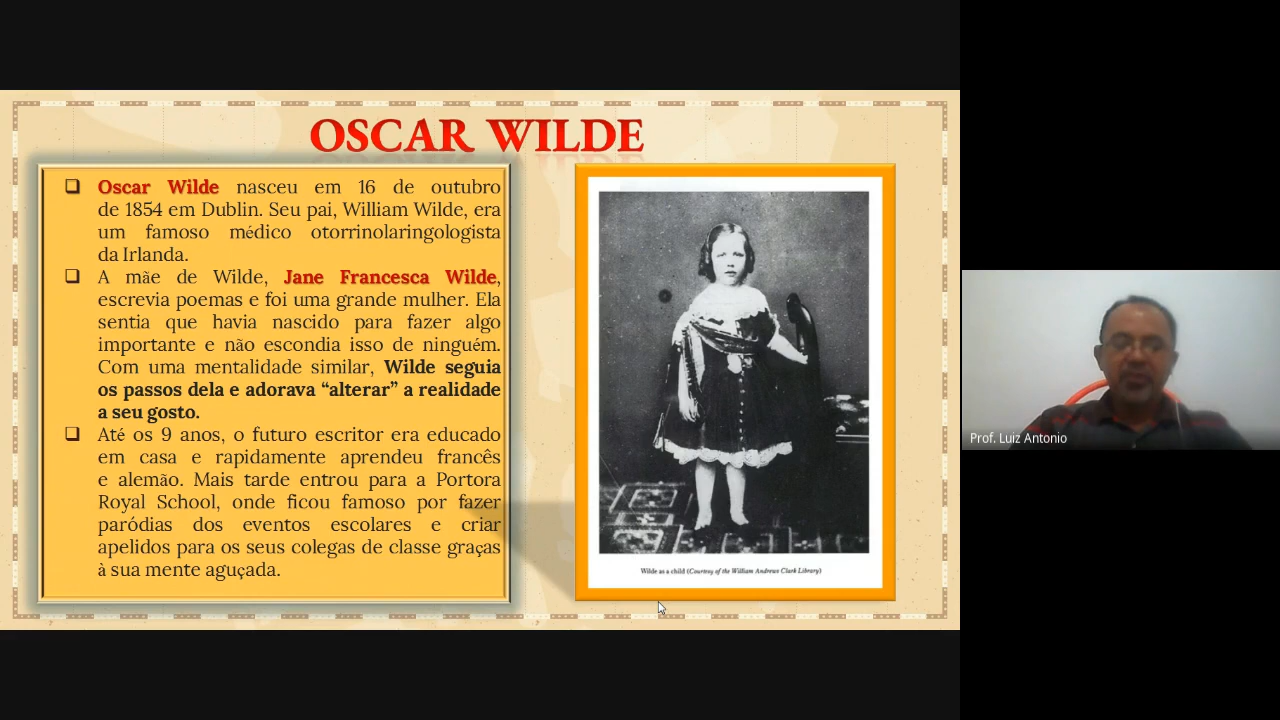 OSCAR WILDE
❑ Oscar Wilde nasceu em 16 de outubro
de 1854 em Dublin. Seu pai, William Wilde, era
um famoso médico otorrinolaringologista
da Irlanda.
❑ A mãe de Wilde, Jane Francesca Wilde,
escrevia poemas e foi uma grande mulher. Ela
sentia que havia nascido para fazer algo
importante e não escondia isso de ninguém.
Com uma mentalidade similar, Wilde seguia
os passos dela e adorava “alterar” a realidade
a seu gosto.
❑ Até os 9 anos, o futuro escritor era educado
em casa e rapidamente aprendeu francês
e alemão. Mais tarde entrou para a Portora
Royal School, onde ficou famoso por fazer
paródias dos eventos escolares e criar
apelidos para os seus colegas de classe graças
à sua mente aguçada.
Wilde as a child (Courtesy of the William Andrews Clark Library)
Prof. Luiz Antonio